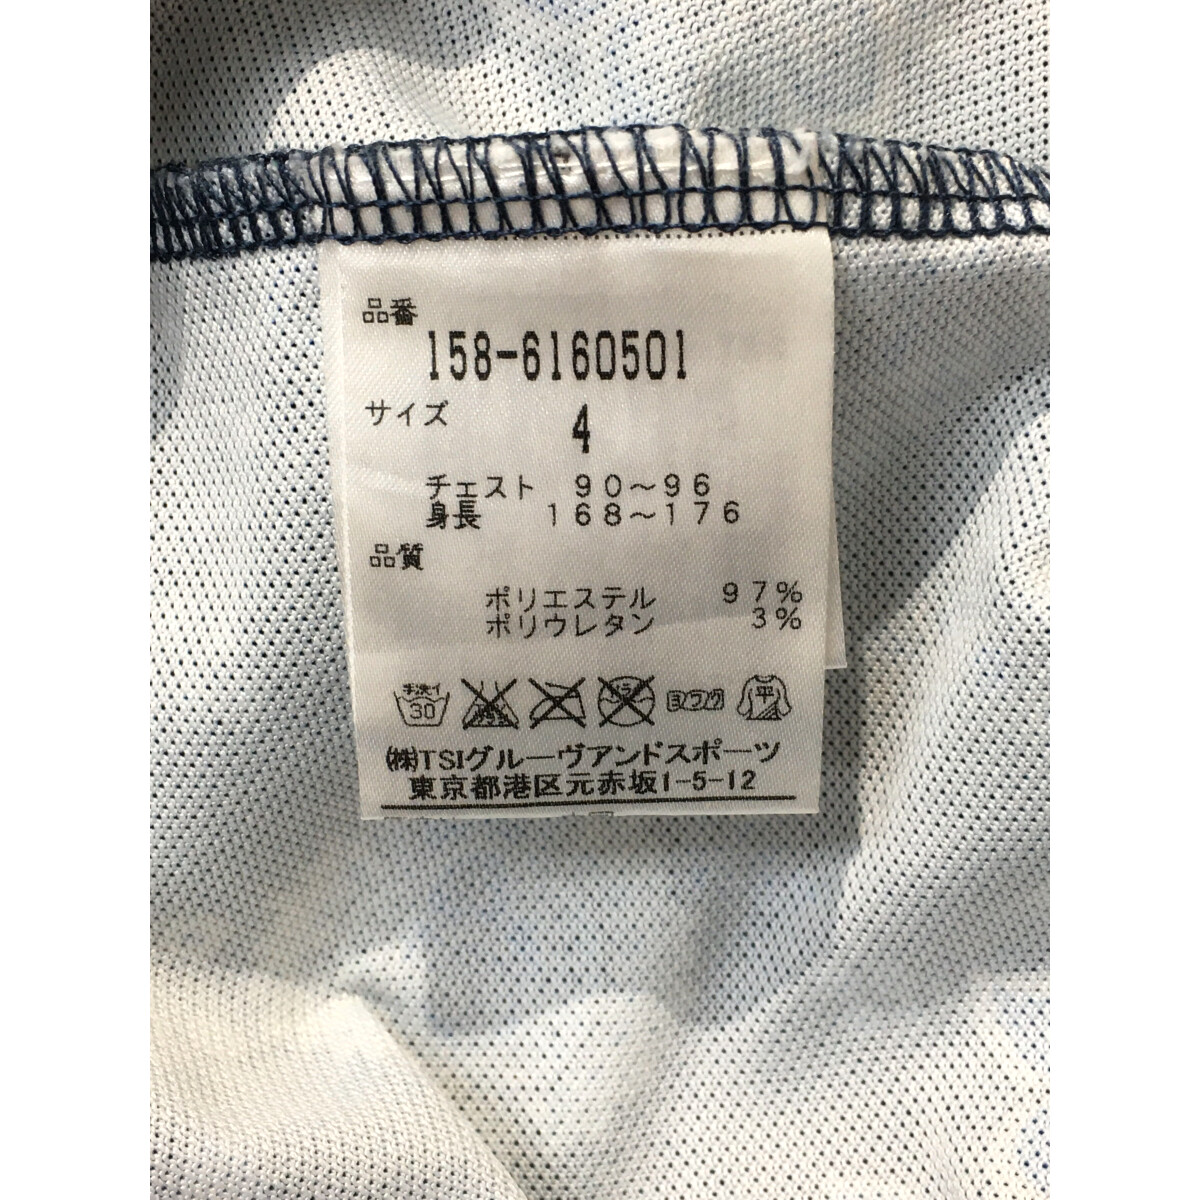 品番
158-6160501
サイズ
4
チェスト 90～96
身長 168～176
品質
ポリエステル 97%
ポリウレタン 3%
手洗イ 30 ヨワク 平
㈱TSIグルーヴアンドスポーツ
東京都港区元赤坂1-5-12